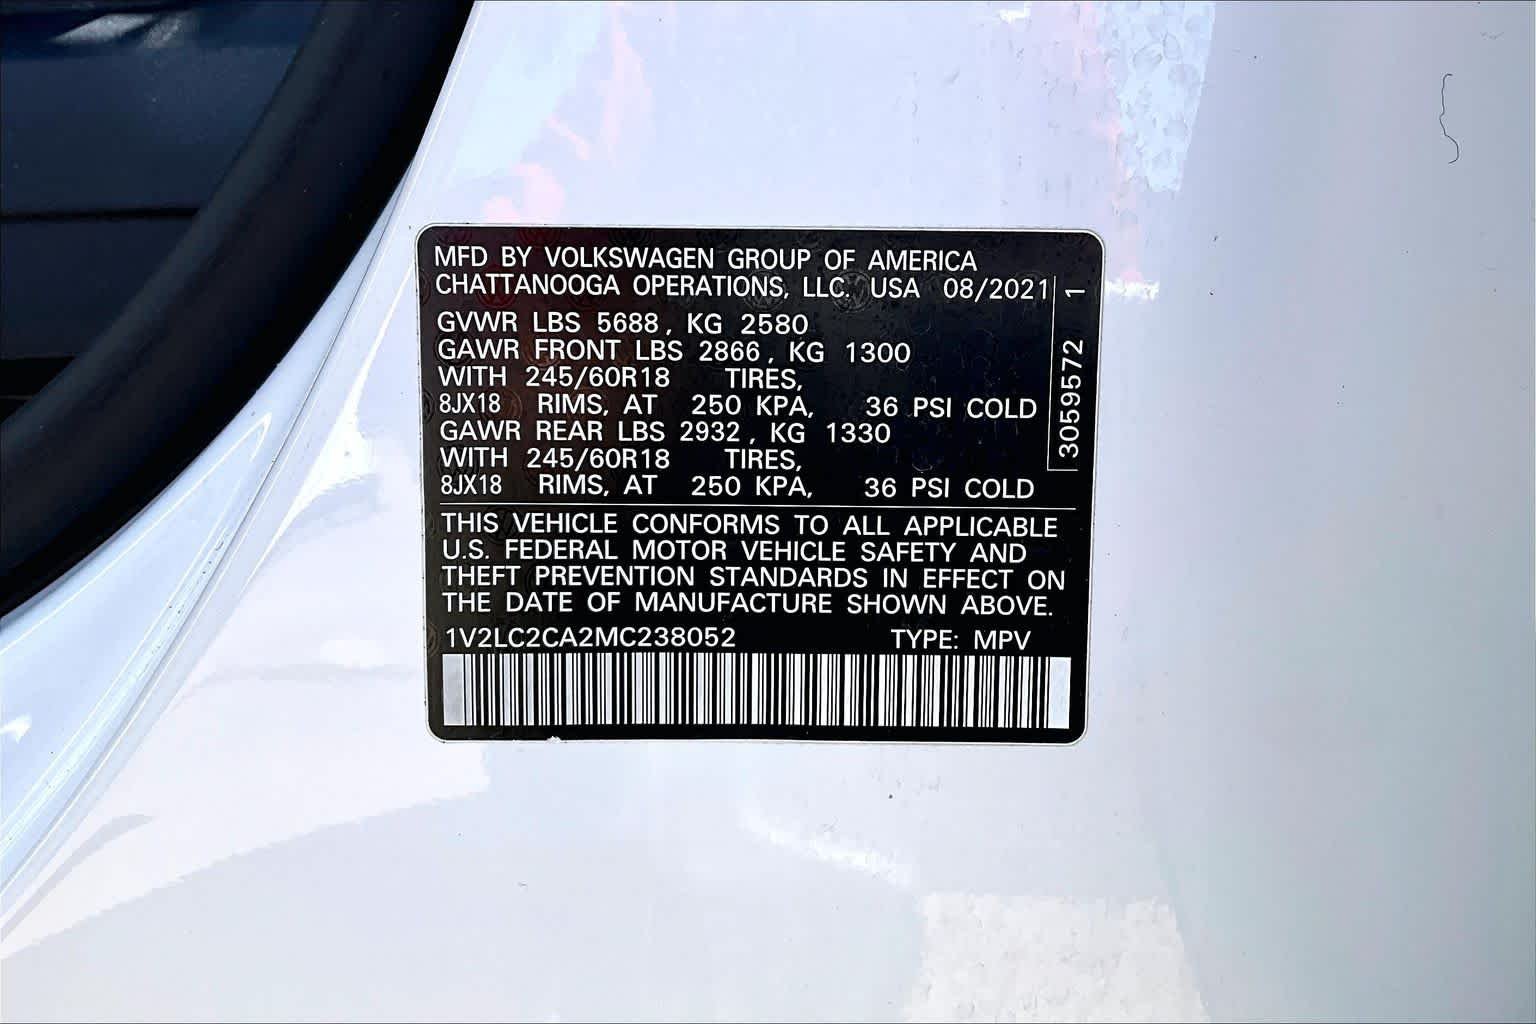 MFD BY VOLKSWAGEN GROUP OF AMERICA
CHATTANOOGA OPERATIONS, LLC. USA 08/2021
GVWR LBS 5688, KG 2580
GAWR FRONT LBS 2866, KG 1300
WITH 245/60R18 TIRES,
8JX18 RIMS, AT 250 KPA, 36 PSI COLD
GAWR REAR LBS 2932, KG 1330
WITH 245/60R18 TIRES,
8JX18 RIMS, AT 250 KPA, 36 PSI COLD
3059572 1
THIS VEHICLE CONFORMS TO ALL APPLICABLE
U.S. FEDERAL MOTOR VEHICLE SAFETY AND
THEFT PREVENTION STANDARDS IN EFFECT ON
THE DATE OF MANUFACTURE SHOWN ABOVE.
1V2LC2CA2MC238052 TYPE: MPV